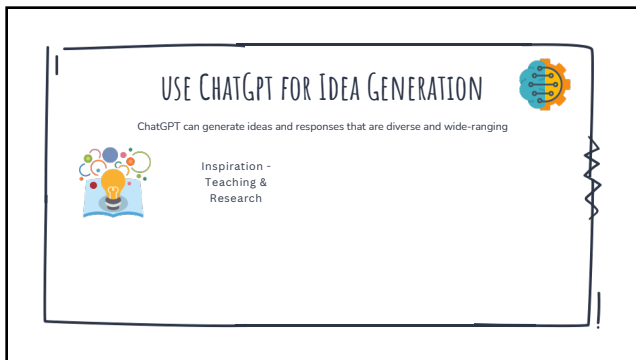 use ChatGpt for Idea Generation
ChatGPT can generate ideas and responses that are diverse and wide-ranging
Inspiration -
Teaching &
Research